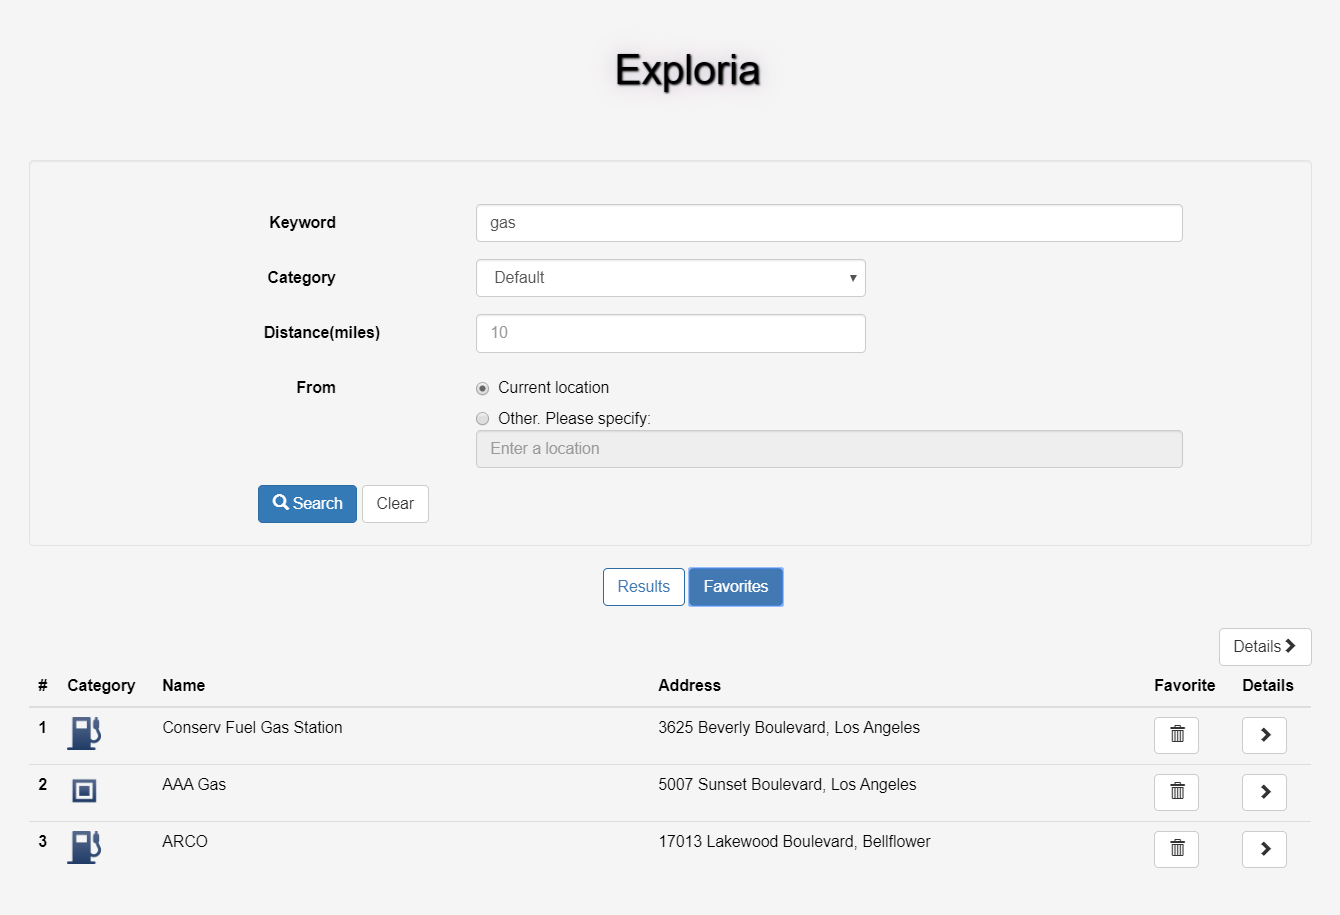 Exploria
Keyword gas
Category Default
Distance(miles) 10
From Current location
Other. Please specify:
Enter a location
Search Clear
Results Favorites
Details
# Category Name Address Favorite Details
1 Conserv Fuel Gas Station 3625 Beverly Boulevard, Los Angeles
2 AAA Gas 5007 Sunset Boulevard, Los Angeles
3 ARCO 17013 Lakewood Boulevard, Bellflower